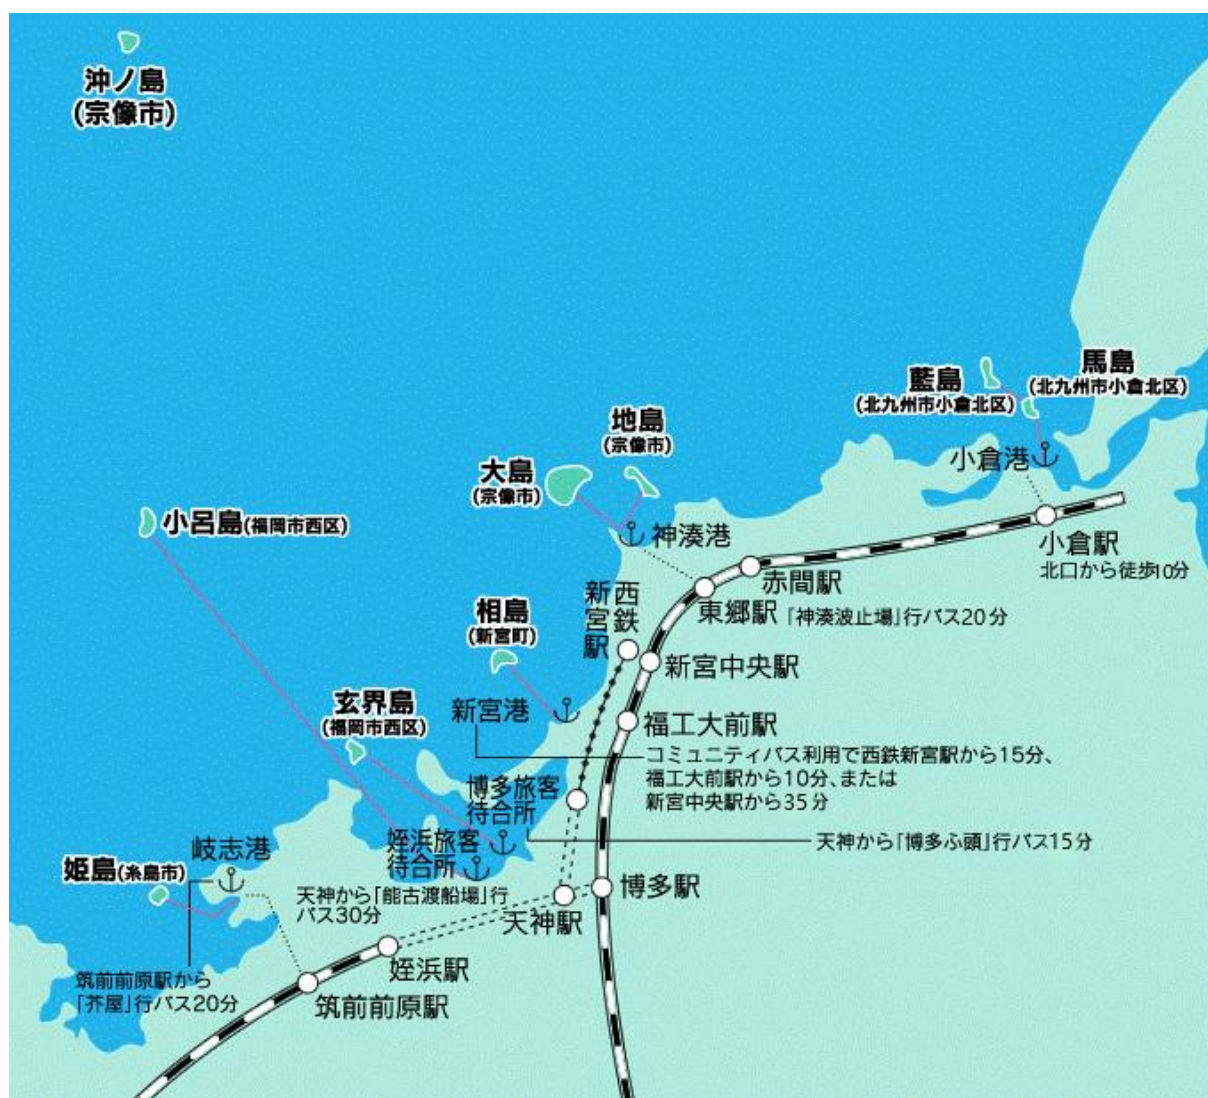 沖ノ島
(宗像市)
馬島
(北九州市小倉北区)
藍島
(北九州市小倉北区)
地島
(宗像市)
大島
(宗像市)
小倉港
小倉駅
北口から徒歩10分
小呂島(福岡市西区)
神湊港
赤間駅
東郷駅
「神湊波止場」行バス20分
西鉄
新宮駅
相島
(新宮町)
新宮中央駅
玄界島
(福岡市西区)
新宮港
福工大前駅
コミュニティバス利用で西鉄新宮駅から15分、
福工大前駅から10分、または
新宮中央駅から35分
博多旅客
待合所
天神から「博多ふ頭」行バス15分
姪浜旅客
待合所
岐志港
姫島(糸島市)
天神から「能古渡船場」行
バス30分
博多駅
天神駅
姪浜駅
筑前前原駅から
「芥屋」行バス20分
筑前前原駅